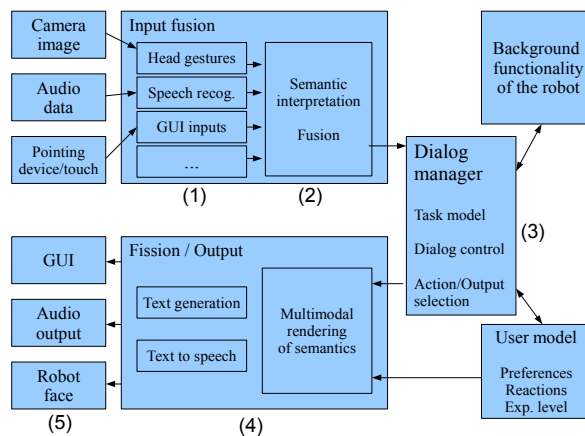 Camera
image
Audio
data
Pointing
device/touch
Input fusion
Head gestures
Speech recog.
GUI inputs
...
(1)
Semantic
interpretation
Fusion
(2)
Background
functionality
of the robot
Dialog
manager
Task model
Dialog control
Action/Output
selection
(3)
User model
Preferences
Reactions
Exp. level
Fission / Output
Text generation
Text to speech
Multimodal
rendering
of semantics
(4)
GUI
Audio
output
Robot
face
(5)